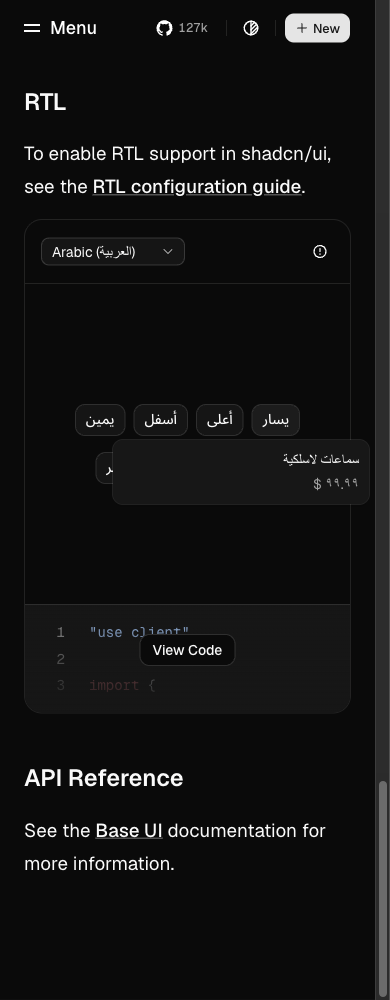 Menu
127k
New
RTL
To enable RTL support in shadcn/ui,
see the RTL configuration guide.
Arabic (العربية)
يسار
أعلى
أسفل
يمين
سماعات لاسلكية
٩٩.٩٩ $
1 "use client"
2
3 import {
View Code
API Reference
See the Base UI documentation for
more information.